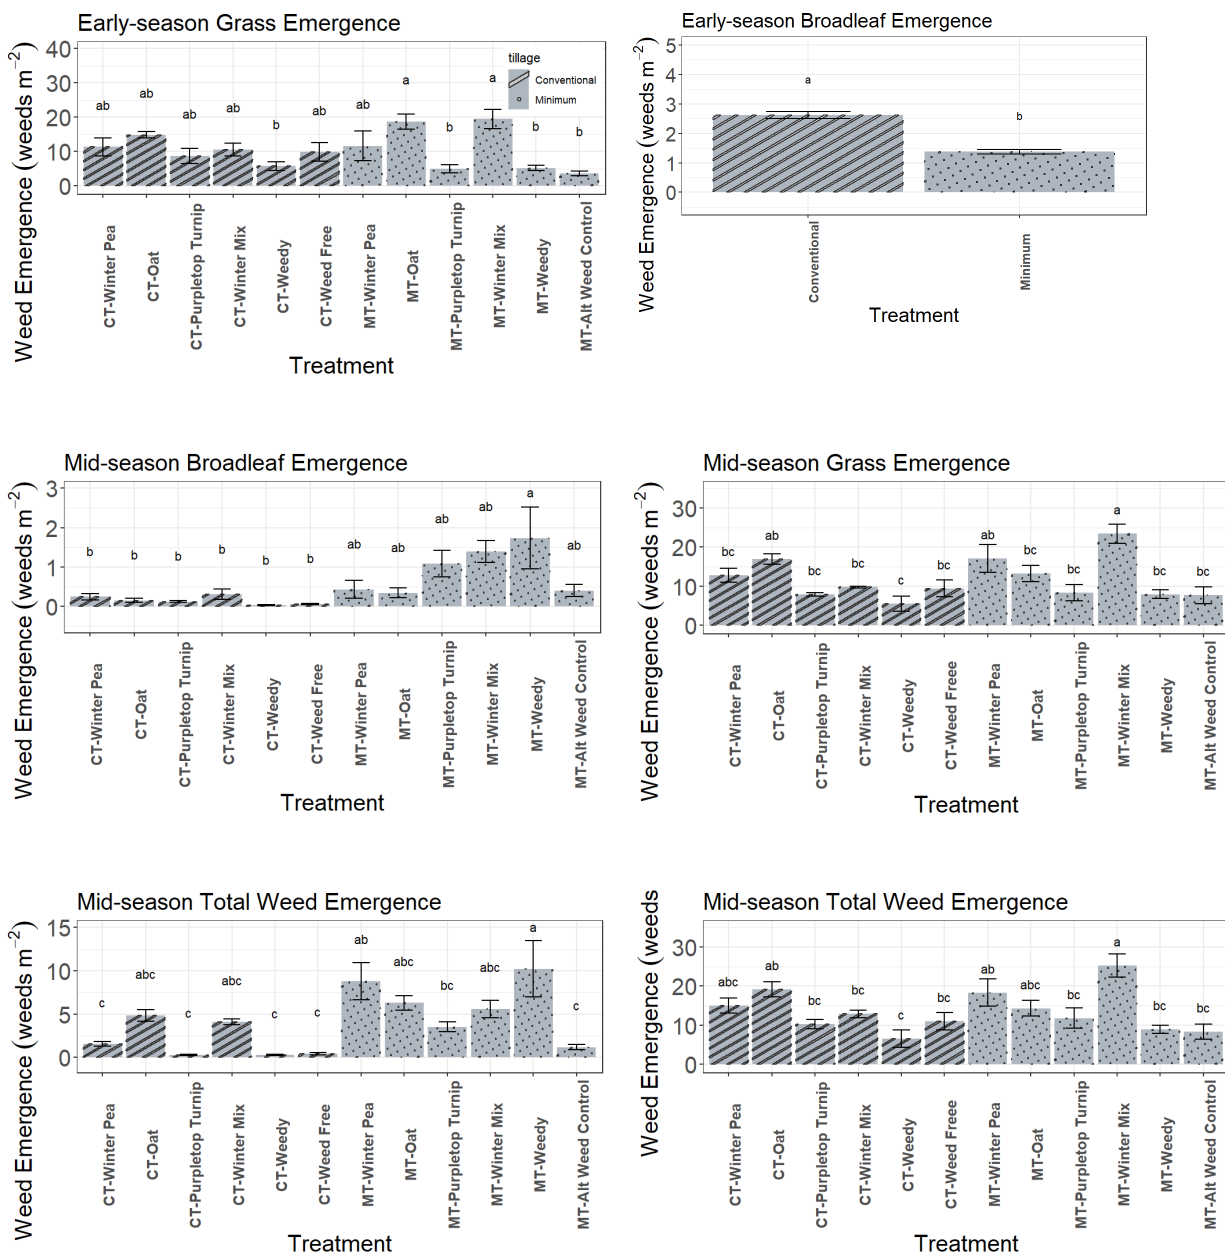 Early-season Grass Emergence
Weed Emergence (weeds m−2)
40
30
20
10
0
tillage
Conventional
Minimum
ab
ab
ab
ab
b
ab
ab
a
b
a
b
b
CT-Winter Pea
CT-Oat
CT-Purpletop Turnip
CT-Winter Mix
CT-Weedy
CT-Weed Free
MT-Winter Pea
MT-Oat
MT-Purpletop Turnip
MT-Winter Mix
MT-Weedy
MT-Alt Weed Control
Treatment
Early-season Broadleaf Emergence
Weed Emergence (weeds m−2)
5
4
3
2
1
0
a
b
Conventional
Minimum
Treatment
Mid-season Broadleaf Emergence
Weed Emergence (weeds m−2)
3
2
1
0
b
b
b
b
b
b
ab
ab
ab
ab
a
ab
CT-Winter Pea
CT-Oat
CT-Purpletop Turnip
CT-Winter Mix
CT-Weedy
CT-Weed Free
MT-Winter Pea
MT-Oat
MT-Purpletop Turnip
MT-Winter Mix
MT-Weedy
MT-Alt Weed Control
Treatment
Mid-season Grass Emergence
Weed Emergence (weeds m−2)
30
20
10
0
bc
ab
bc
bc
c
bc
ab
bc
bc
a
bc
bc
CT-Winter Pea
CT-Oat
CT-Purpletop Turnip
CT-Winter Mix
CT-Weedy
CT-Weed Freee
MT-Winter Pea
MT-Oat
MT-Purpletop Turnip
MT-Winter Mix
MT-Weedy
MT-Alt Weed Control
Treatment
Mid-season Total Weed Emergence
Weed Emergence (weeds m−2)
15
10
5
0
c
abc
c
abc
c
c
ab
abc
bc
abc
a
c
CT-Winter Pea
CT-Oat
CT-Purpletop Turnip
CT-Winter Mix
CT-Weedy
CT-Weed Free
MT-Winter Pea
MT-Oat
MT-Purpletop Turnip
MT-Winter Mix
MT-Weedy
MT-Alt Weed Control
Treatment
Mid-season Total Weed Emergence
Weed Emergence (weeds
30
20
10
0
abc
ab
bc
bc
c
bc
ab
bc
bc
a
bc
bc
CT-Winter Pea
CT-Oat
CT-Purpletop Turnip
CT-Winter Mix
CT-Weedy
CT-Weed Freee
MT-Winter Pea
MT-Oat
MT-Purpletop Turnip
MT-Winter Mix
MT-Weedy
MT-Alt Weed Control
Treatment